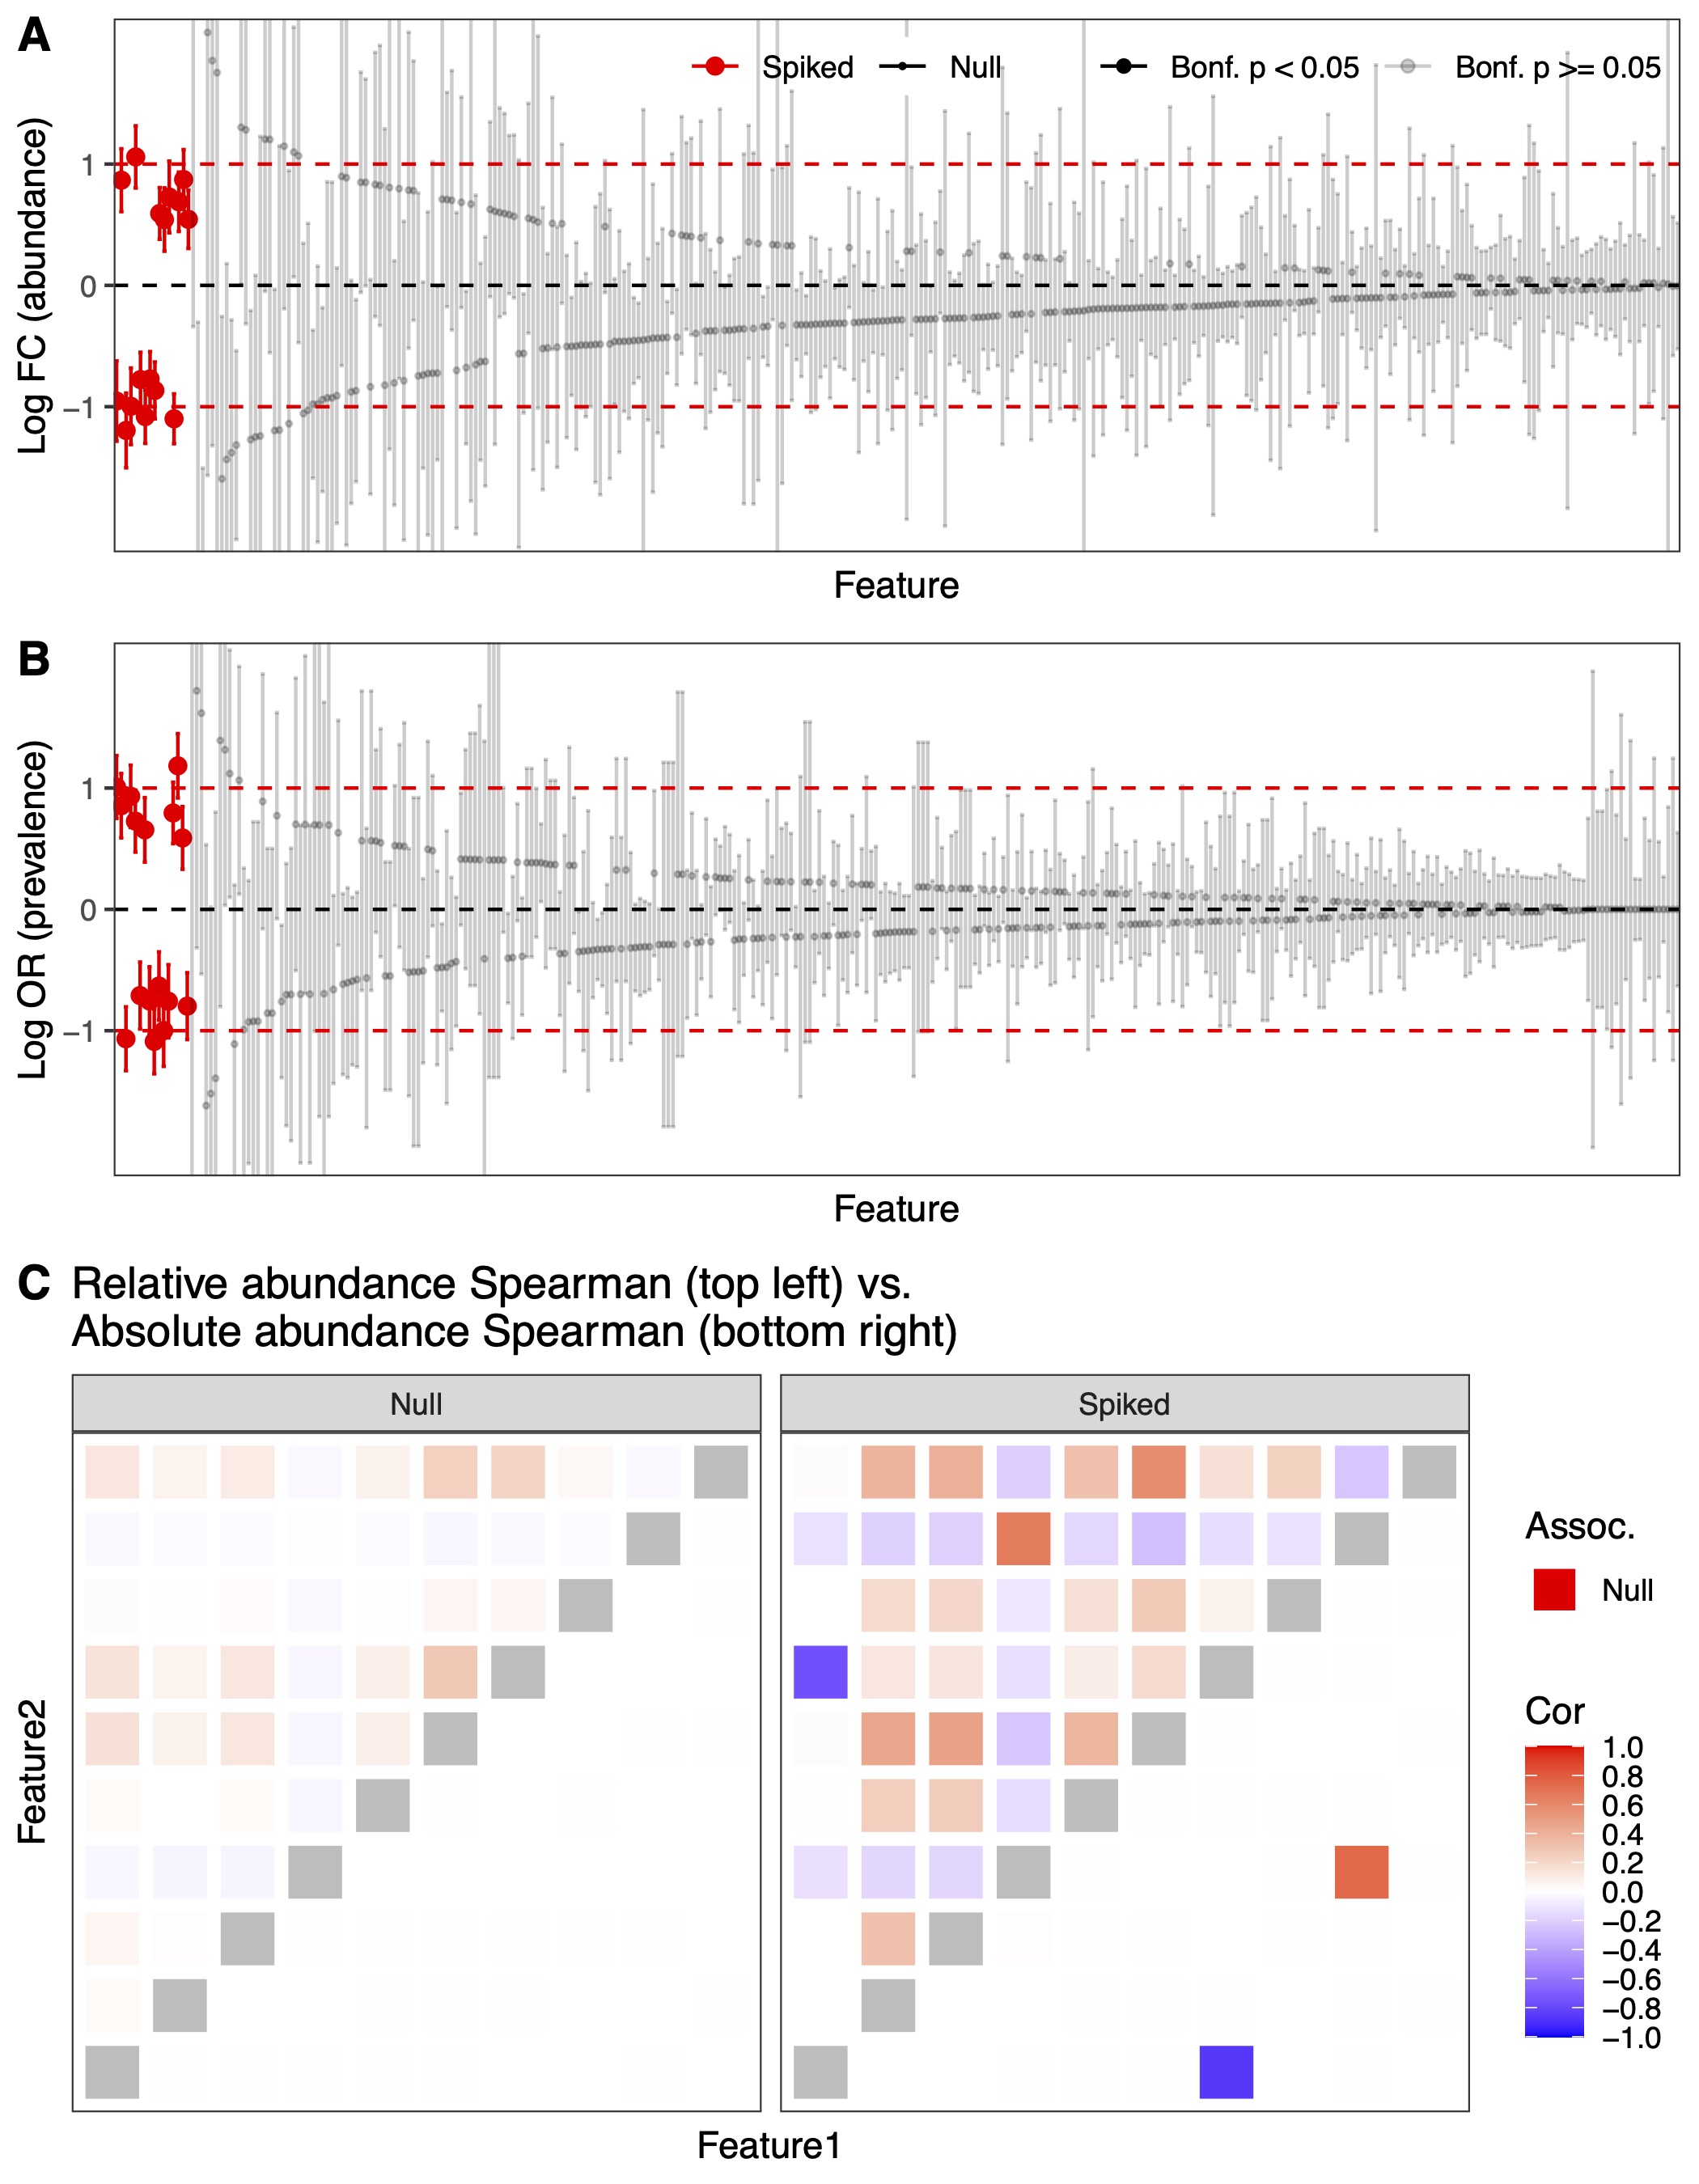 A
Spiked Null Bonf. p < 0.05 Bonf. p >= 0.05
Log FC (abundance)
1
0
−1
Feature
B
Log OR (prevalence)
1
0
−1
Feature
C Relative abundance Spearman (top left) vs.
Absolute abundance Spearman (bottom right)
Null Spiked
Feature2
Feature1
Assoc.
Null
Cor
1.0
0.8
0.6
0.4
0.2
0.0
−0.2
−0.4
−0.6
−0.8
−1.0